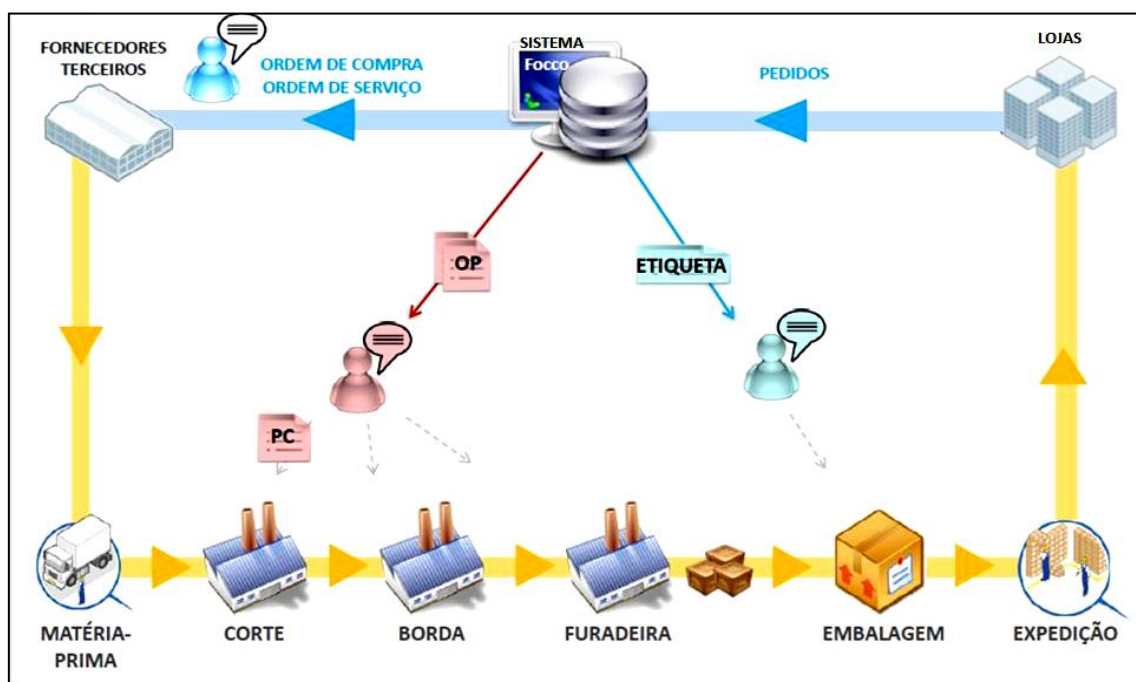 FORNECEDORES
TERCEIROS
ORDEM DE COMPRA
ORDEM DE SERVIÇO
SISTEMA
Focco
PEDIDOS
LOJAS
OP
ETIQUETA
PC
MATÉRIA-
PRIMA
CORTE
BORDA
FURADEIRA
EMBALAGEM
EXPEDIÇÃO